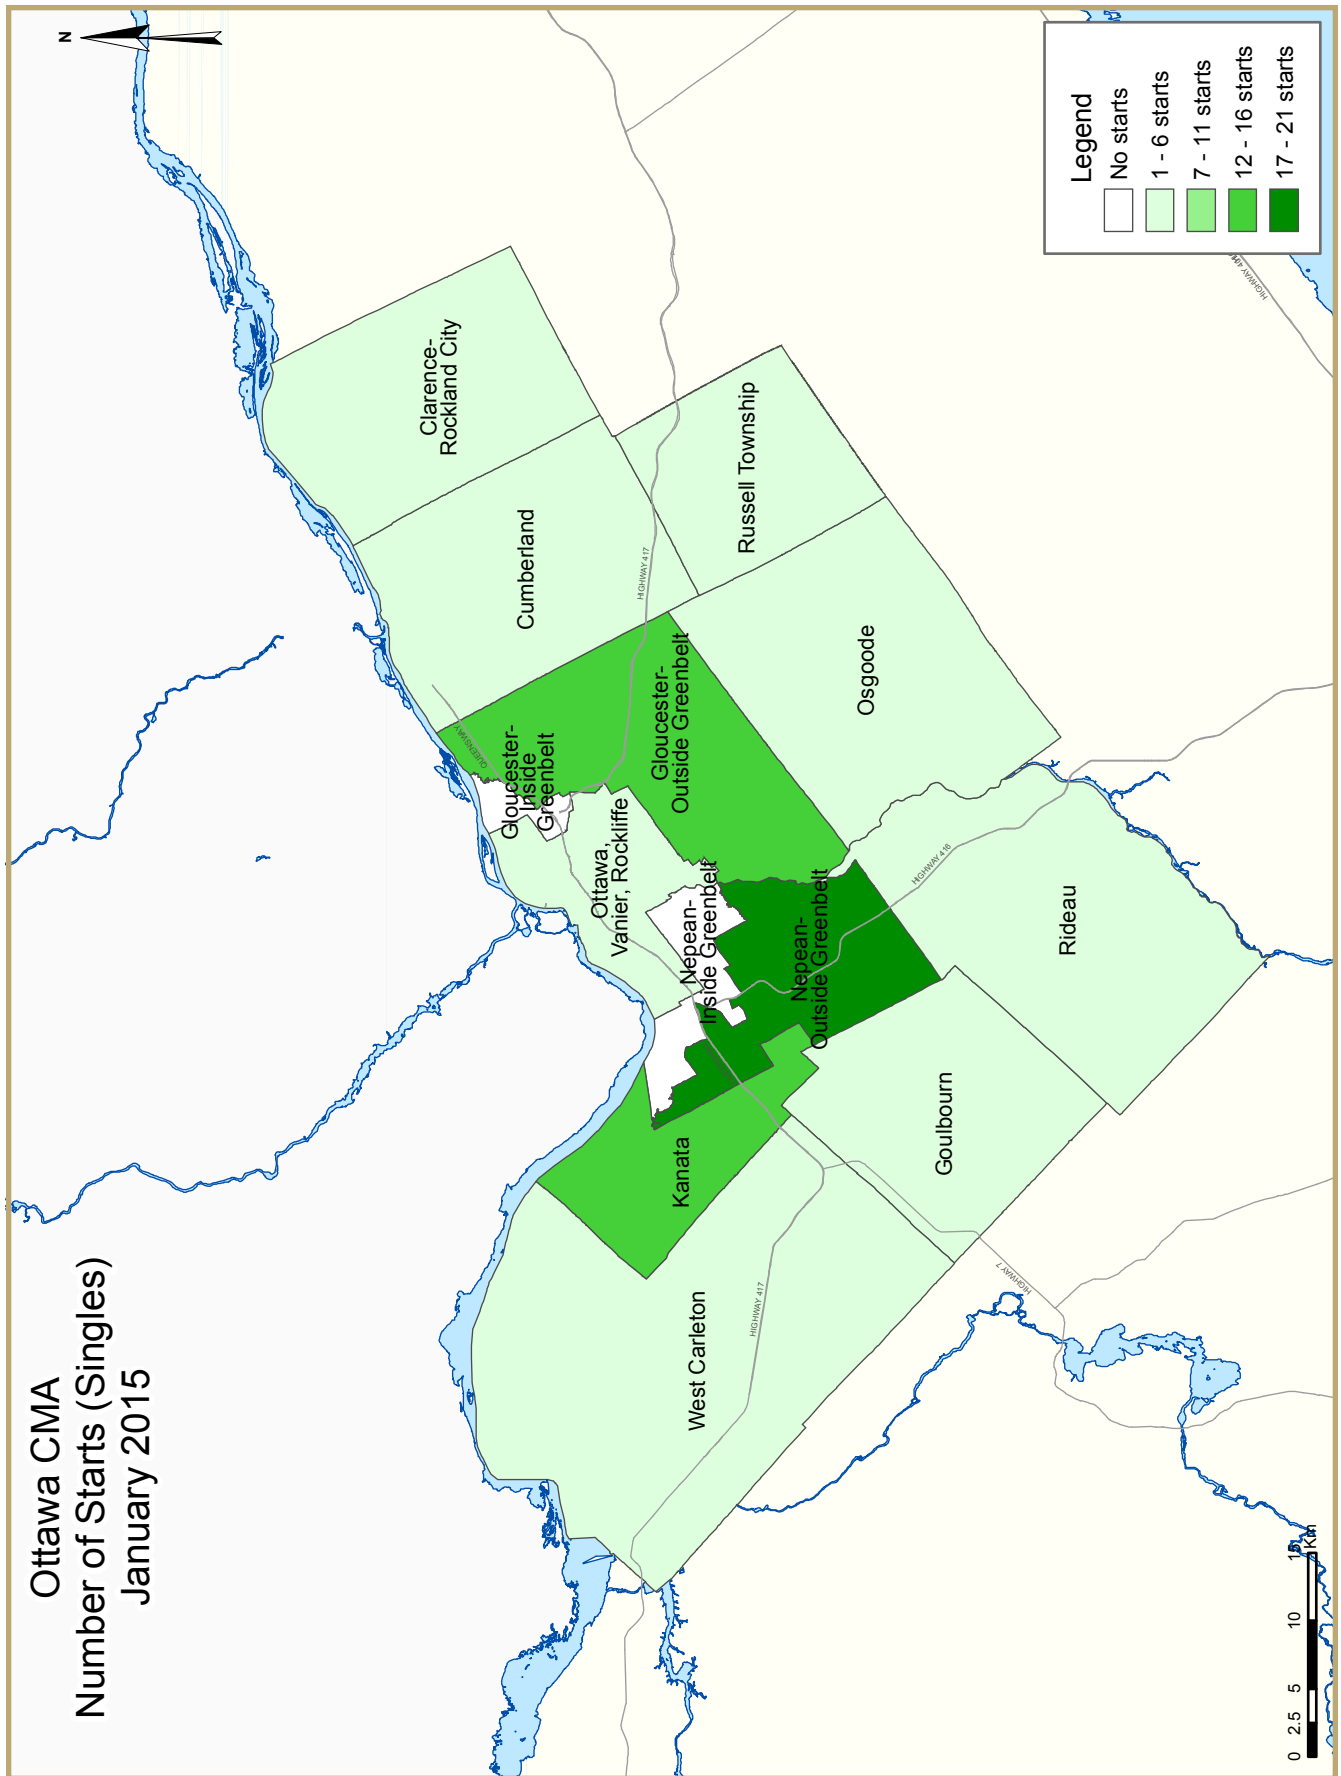 Ottawa CMA
Number of Starts (Singles)
January 2015
N
Legend
No starts
1 - 6 starts
7 - 11 starts
12 - 16 starts
17 - 21 starts
Clarence-
Rockland City
Cumberland
Russell Township
HIGHWAY 417
QUEENSWAY
Gloucester-
Inside
Greenbelt
Gloucester-
Outside Greenbelt
Osgoode
Ottawa,
Vanier, Rockliffe
Nepean-
Inside Greenbelt
Nepean-
Outside Greenbelt
HIGHWAY 416
Rideau
Kanata
Goulbourn
West Carleton
HIGHWAY 417
HIGHWAY 7
0 2.5 5 10 15
Km